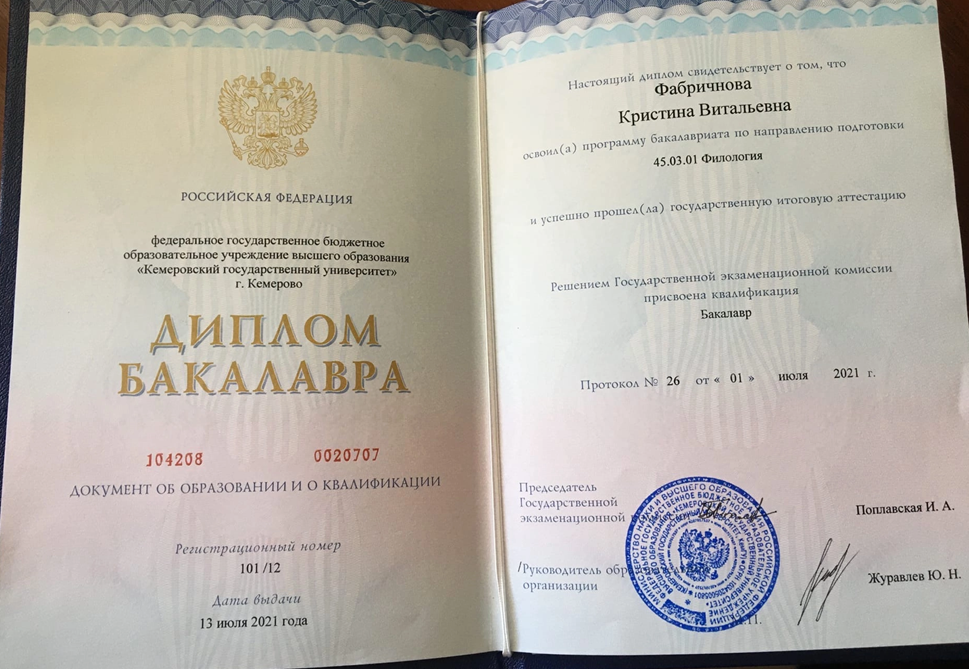 РОССИЙСКАЯ ФЕДЕРАЦИЯ
федеральное государственное бюджетное
образовательное учреждение высшего образования
«Кемеровский государственный университет»
г. Кемерово
ДИПЛОМ
БАКАЛАВРА
104208 0020707
ДОКУМЕНТ ОБ ОБРАЗОВАНИИ И О КВАЛИФИКАЦИИ
Регистрационный номер
101 /12
Дата выдачи
13 июля 2021 года
Настоящий диплом свидетельствует о том, что
Фабричнова
Кристина Витальевна
освоил(а) программу бакалавриата по направлению подготовки
45.03.01 Филология
и успешно прошел(ла) государственную итоговую аттестацию
Решением Государственной экзаменационной комиссии
присвоена квалификация
Бакалавр
Протокол № 26 от « 01 » июля 2021 г.
Председатель
Государственной
экзаменационной
Поплавская И. А.
Руководитель
организации
Журавлев Ю. Н.